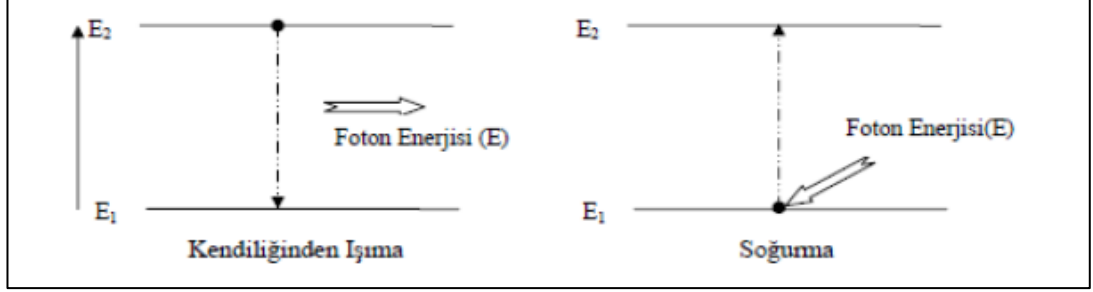 E₂
Foton Enerjisi (E)
E₁
Kendiliğinden Işıma
E₂
Foton Enerjisi(E)
E₁
Soğurma